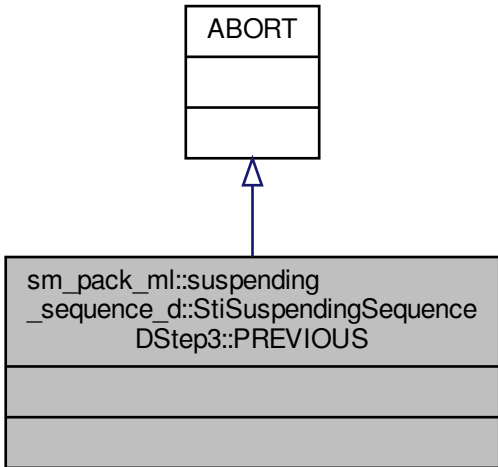 ABORT
sm_pack_ml::suspending
_sequence_d::StiSuspendingSequence
DStep3::PREVIOUS